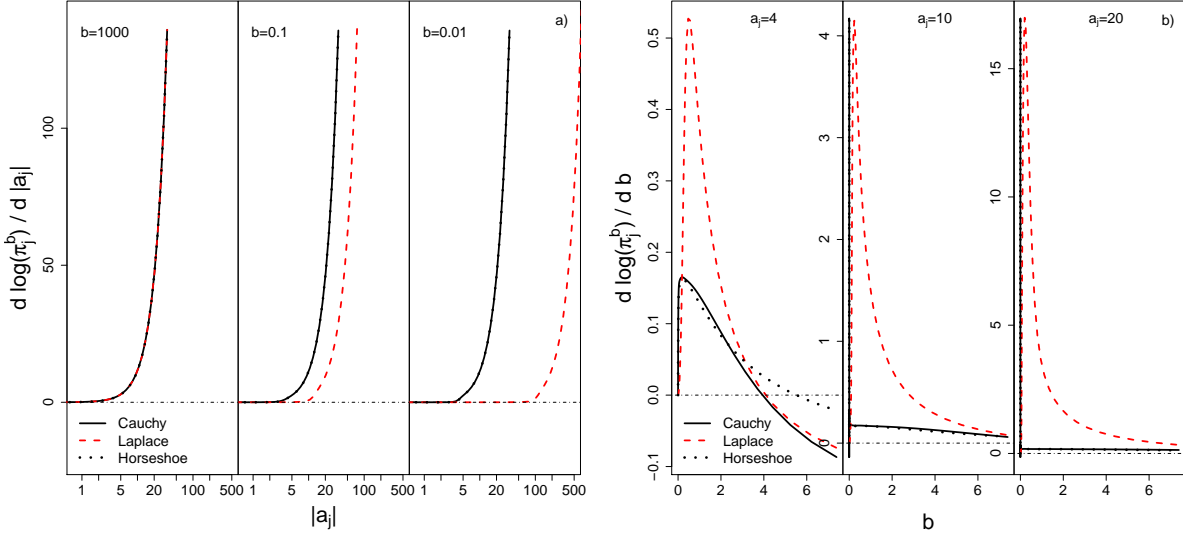 b=1000
b=0.1
b=0.01
a)
d log(π_j^b) / d |a_j|
0
50
100
Cauchy
Laplace
Horseshoe
1 5 20 100 500
1 5 20 100 500
1 5 20 100 500
|a_j|
a_j=4
a_j=10
a_j=20
b)
d log(π_j^b) / d b
−0.1
0.0
0.1
0.2
0.3
0.4
0.5
0
1
2
3
4
0
5
10
15
Cauchy
Laplace
Horseshoe
0 2 4 6
0 2 4 6
0 2 4 6
b